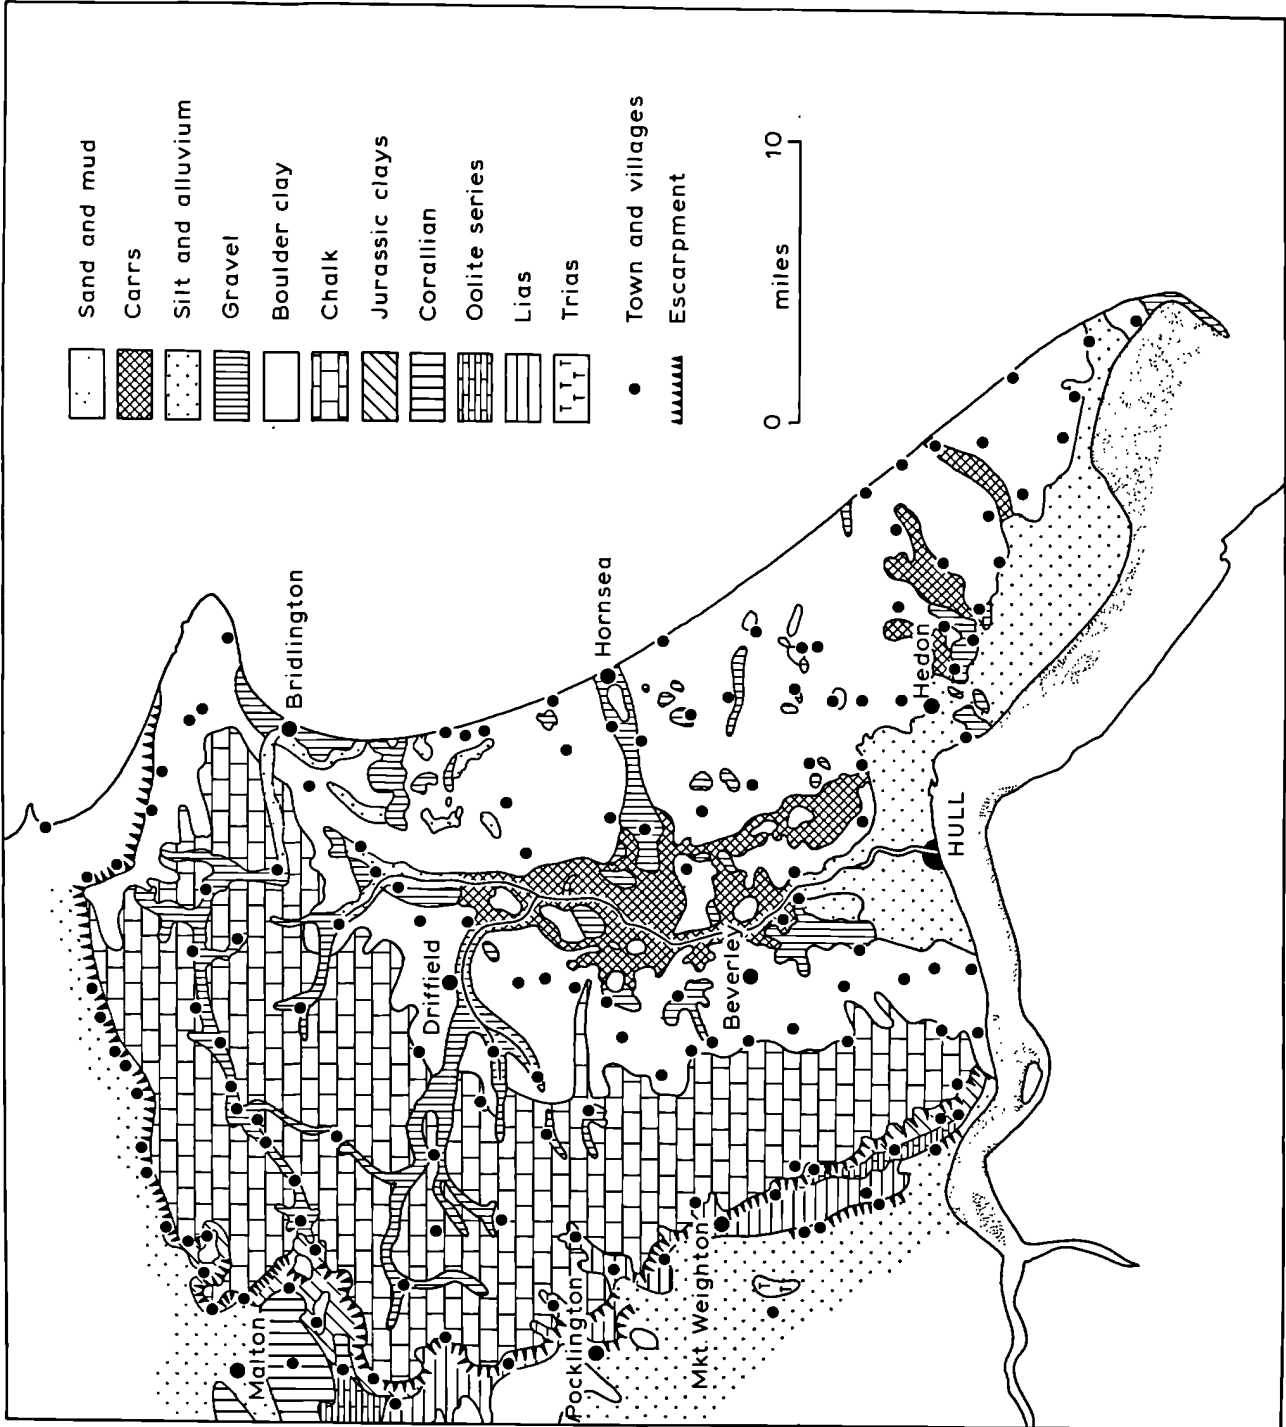 Sand and mud
Carrs
Silt and alluvium
Gravel
Boulder clay
Chalk
Jurassic clays
Corallian
Oolite series
Lias
Trias
Town and villages
Escarpment
0 10
miles
Bridlington
Hornsea
Hedon
HULL
Driffield
Beverley
Malton
Pocklington
Mkt Weighton
T
T
T T
T T
T
T